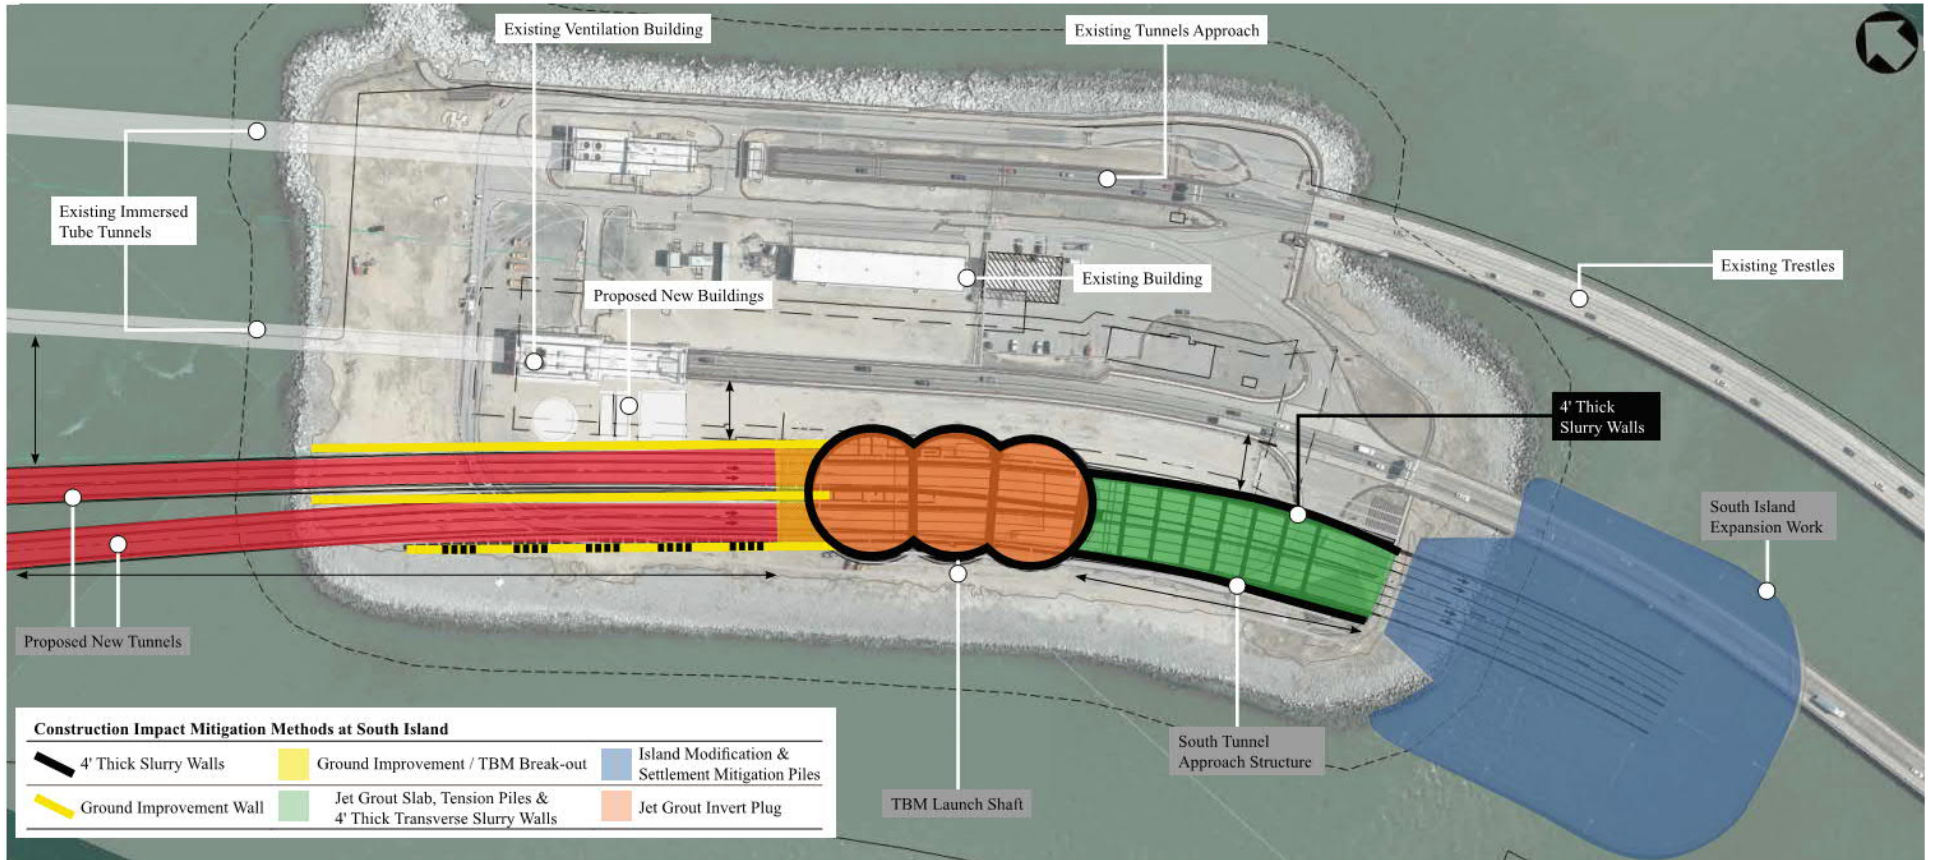 Existing Ventilation Building
Existing Tunnels Approach
Existing Immersed
Tube Tunnels
Existing Trestles
Existing Building
Proposed New Buildings
4' Thick
Slurry Walls
South Island
Expansion Work
Proposed New Tunnels
South Tunnel
Approach Structure
TBM Launch Shaft
Construction Impact Mitigation Methods at South Island
4' Thick Slurry Walls
Ground Improvement / TBM Break-out
Island Modification &
Settlement Mitigation Piles
Ground Improvement Wall
Jet Grout Slab, Tension Piles &
4' Thick Transverse Slurry Walls
Jet Grout Invert Plug